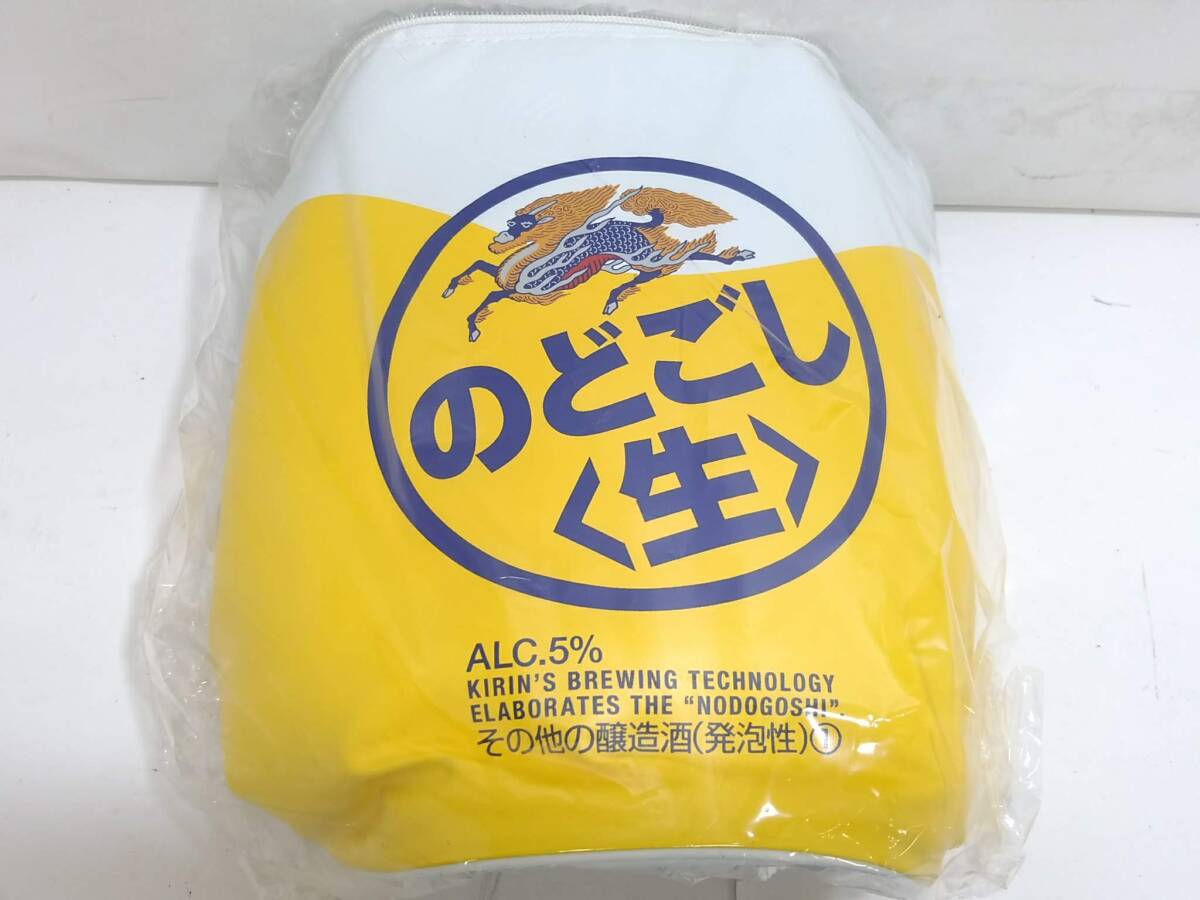 のどごし
〈生〉
ALC.5%
KIRIN'S BREWING TECHNOLOGY
ELABORATES THE "NODOGOSHI".
その他の醸造酒(発泡性)①